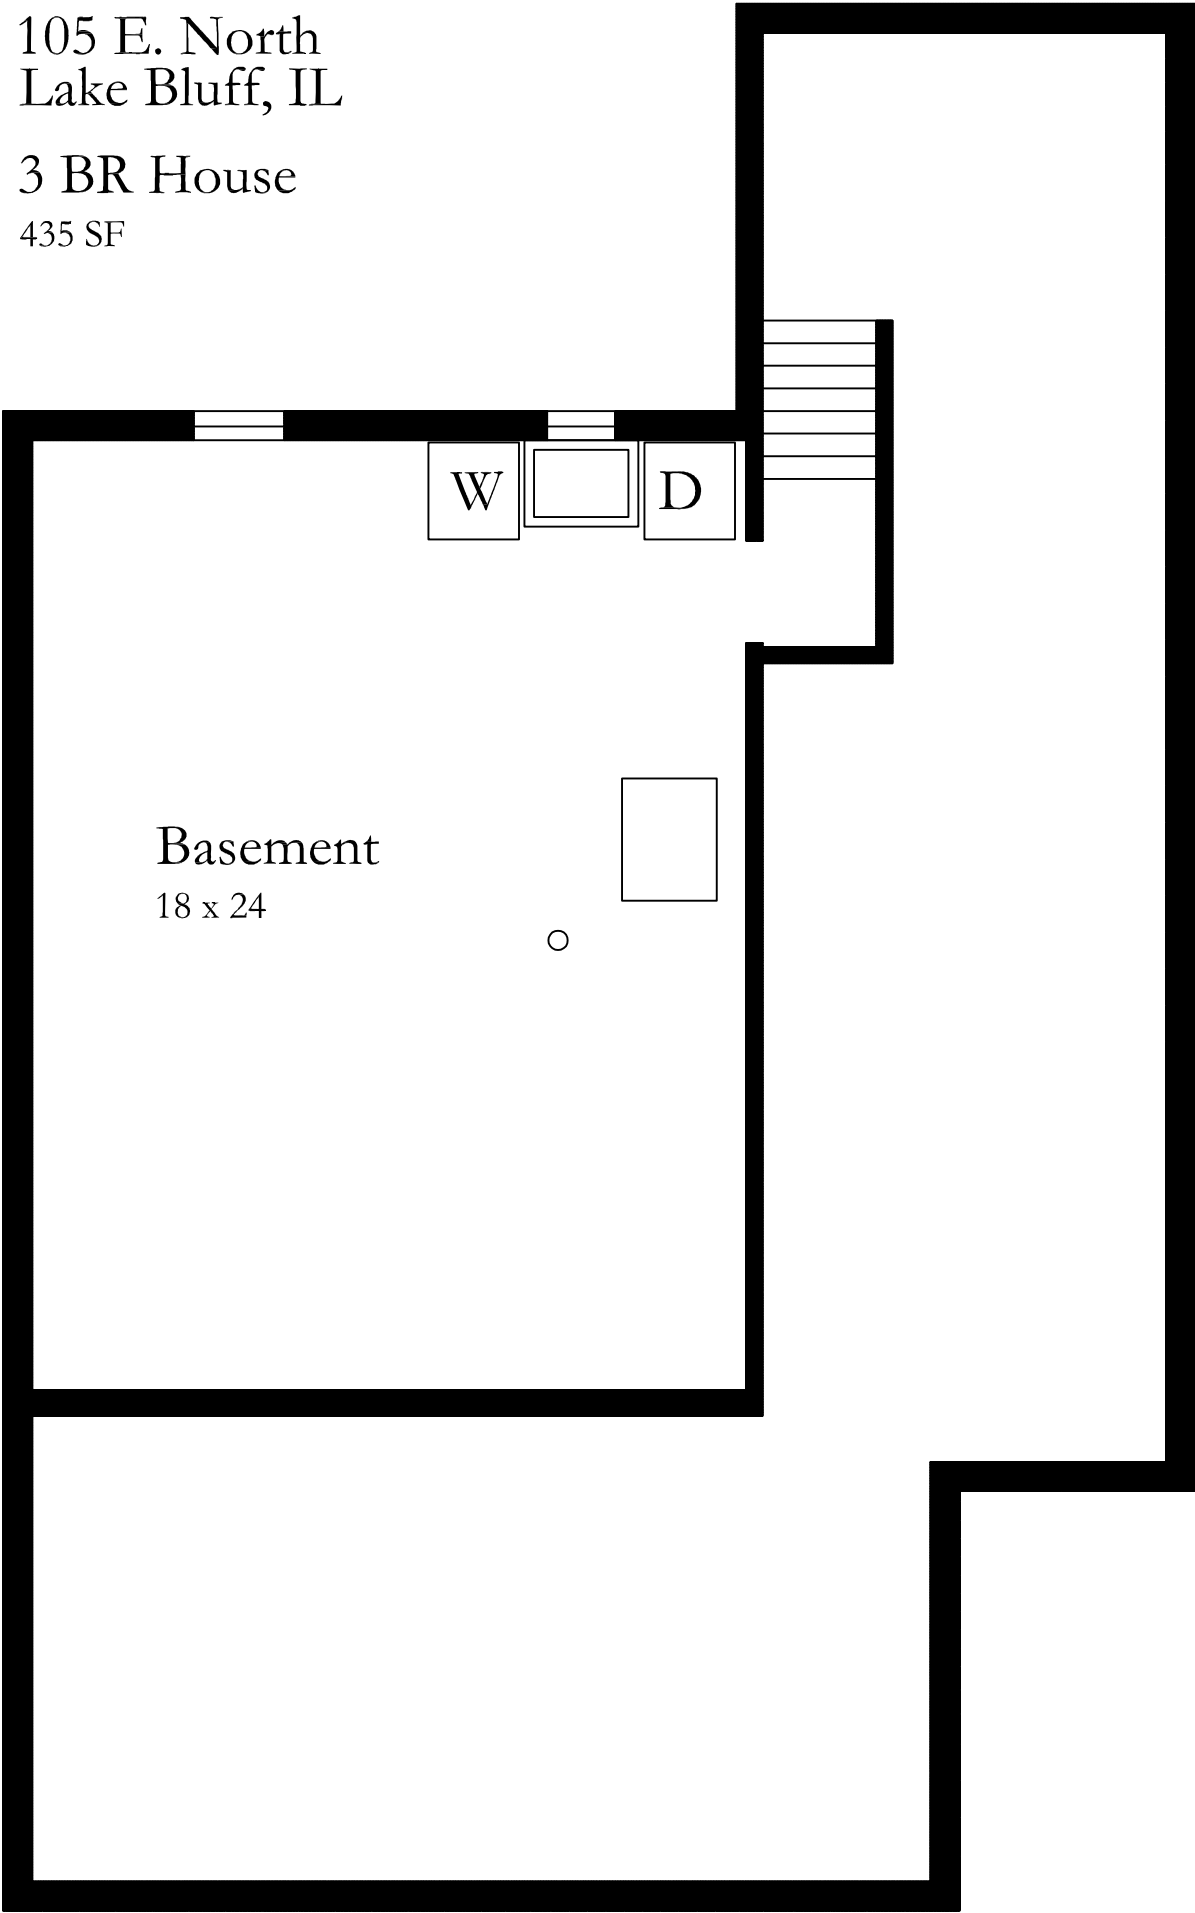 105 E. North
Lake Bluff, IL
3 BR House
435 SF
W
D
Basement
18 x 24